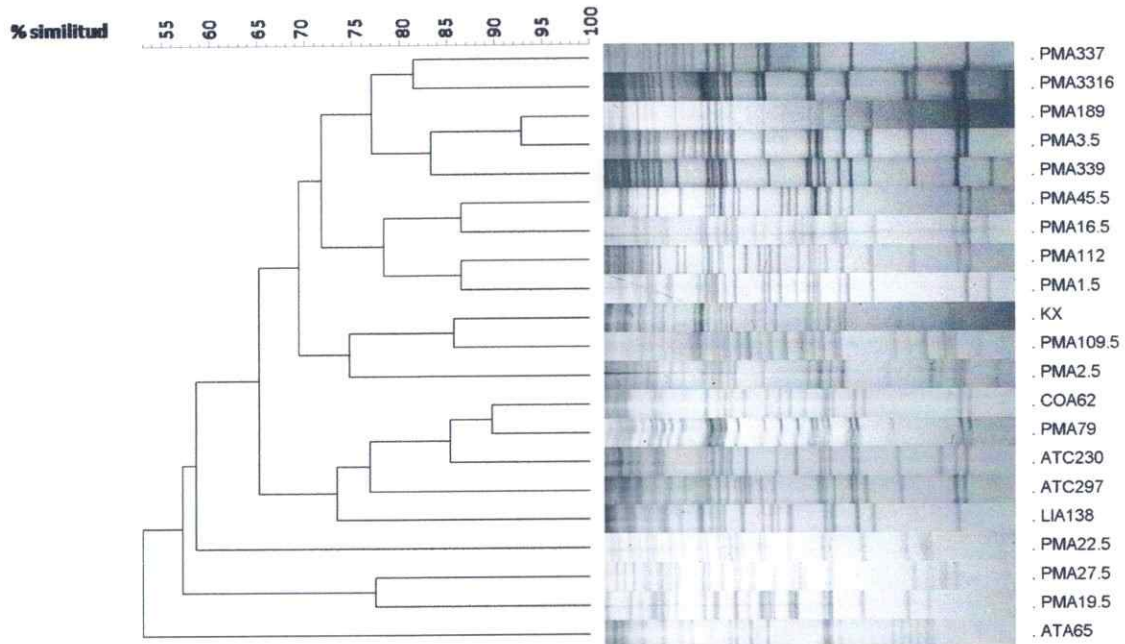 % similitud
55 60 65 70 75 80 85 90 95 100
. PMA337
. PMA3316
. PMA189
. PMA3.5
. PMA339
. PMA45.5
. PMA16.5
. PMA112
. PMA1.5
. KX
. PMA109.5
. PMA2.5
. COA62
. PMA79
. ATC230
. ATC297
. LIA138
. PMA22.5
. PMA27.5
. PMA19.5
. ATA65